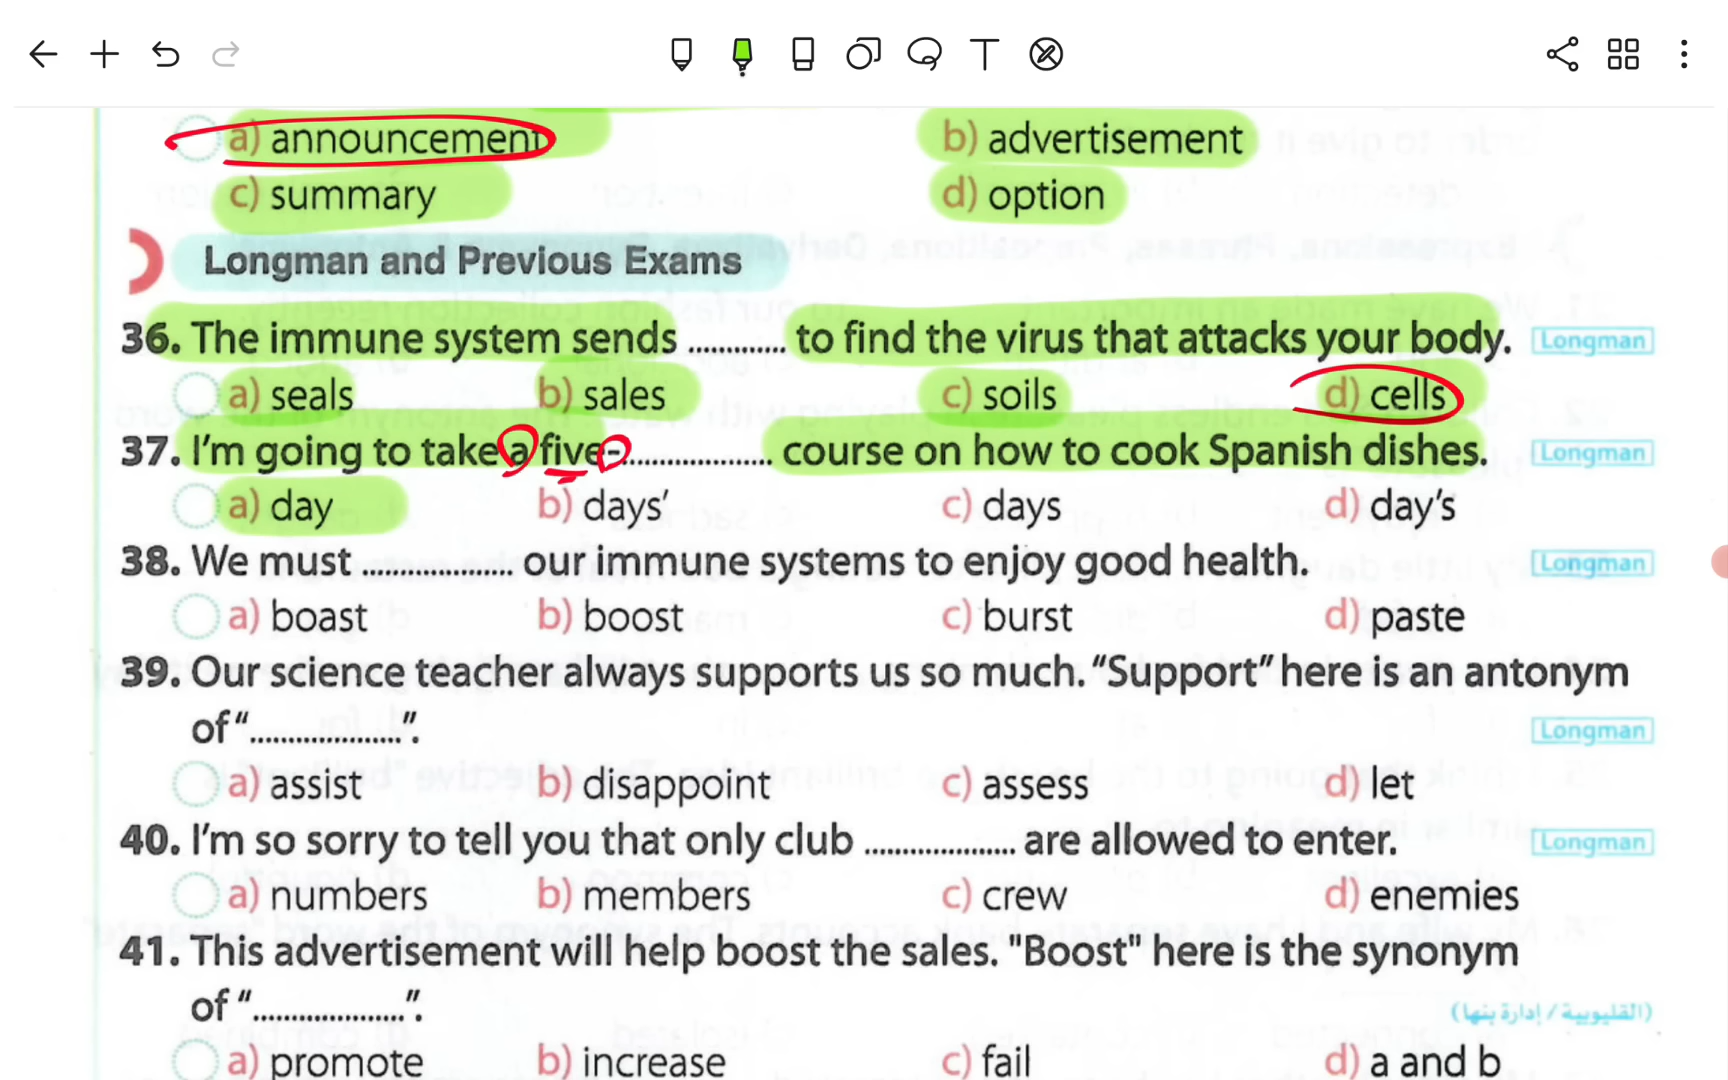 a) announcement b) advertisement
c) summary d) option
Longman and Previous Exams
36. The immune system sends ............ to find the virus that attacks your body. Longman
a) seals b) sales c) soils d) cells
37. I'm going to take a five-.................. course on how to cook Spanish dishes. Longman
a) day b) days' c) days d) day's
38. We must.................... our immune systems to enjoy good health. Longman
a) boast b) boost c) burst d) paste
39. Our science teacher always supports us so much. "Support" here is an antonym
of "....................". Longman
a) assist b) disappoint c) assess d) let
40. I'm so sorry to tell you that only club .................... are allowed to enter. Longman
a) numbers b) members c) crew d) enemies
41. This advertisement will help boost the sales. "Boost" here is the synonym
of "....................". (القليوبية / إدارة بنها)
a) promote b) increase c) fail d) a and b